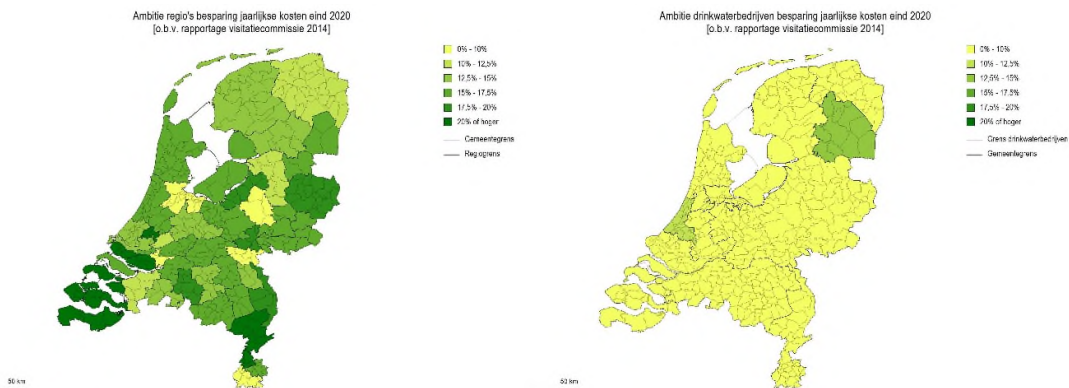 Ambitie regio's besparing jaarlijkse kosten eind 2020
[o.b.v. rapportage visitatiecommissie 2014]
0% - 10%
10% - 12,5%
12,5% - 15%
15% - 17,5%
17,5% - 20%
20% of hoger
Gemeentegrens
Regiogrens
50 km
Ambitie drinkwaterbedrijven besparing jaarlijkse kosten eind 2020
[o.b.v. rapportage visitatiecommissie 2014]
0% - 10%
10% - 12,5%
12,5% - 15%
15% - 17,5%
17,5% - 20%
20% of hoger
Grens drinkwaterbedrijven
Gemeentegrens
50 km